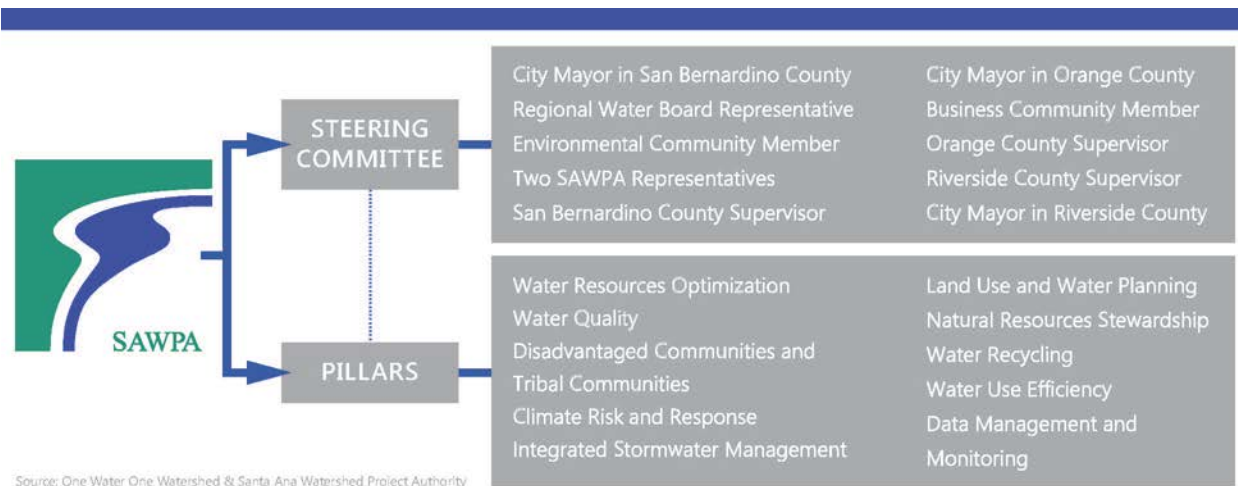 SAWPA
STEERING
COMMITTEE
City Mayor in San Bernardino County
Regional Water Board Representative
Environmental Community Member
Two SAWPA Representatives
San Bernardino County Supervisor
City Mayor in Orange County
Business Community Member
Orange County Supervisor
Riverside County Supervisor
City Mayor in Riverside County
PILLARS
Water Resources Optimization
Water Quality
Disadvantaged Communities and
Tribal Communities
Climate Risk and Response
Integrated Stormwater Management
Land Use and Water Planning
Natural Resources Stewardship
Water Recycling
Water Use Efficiency
Data Management and
Monitoring
Source: One Water One Watershed & Santa Ana Watershed Project Authority